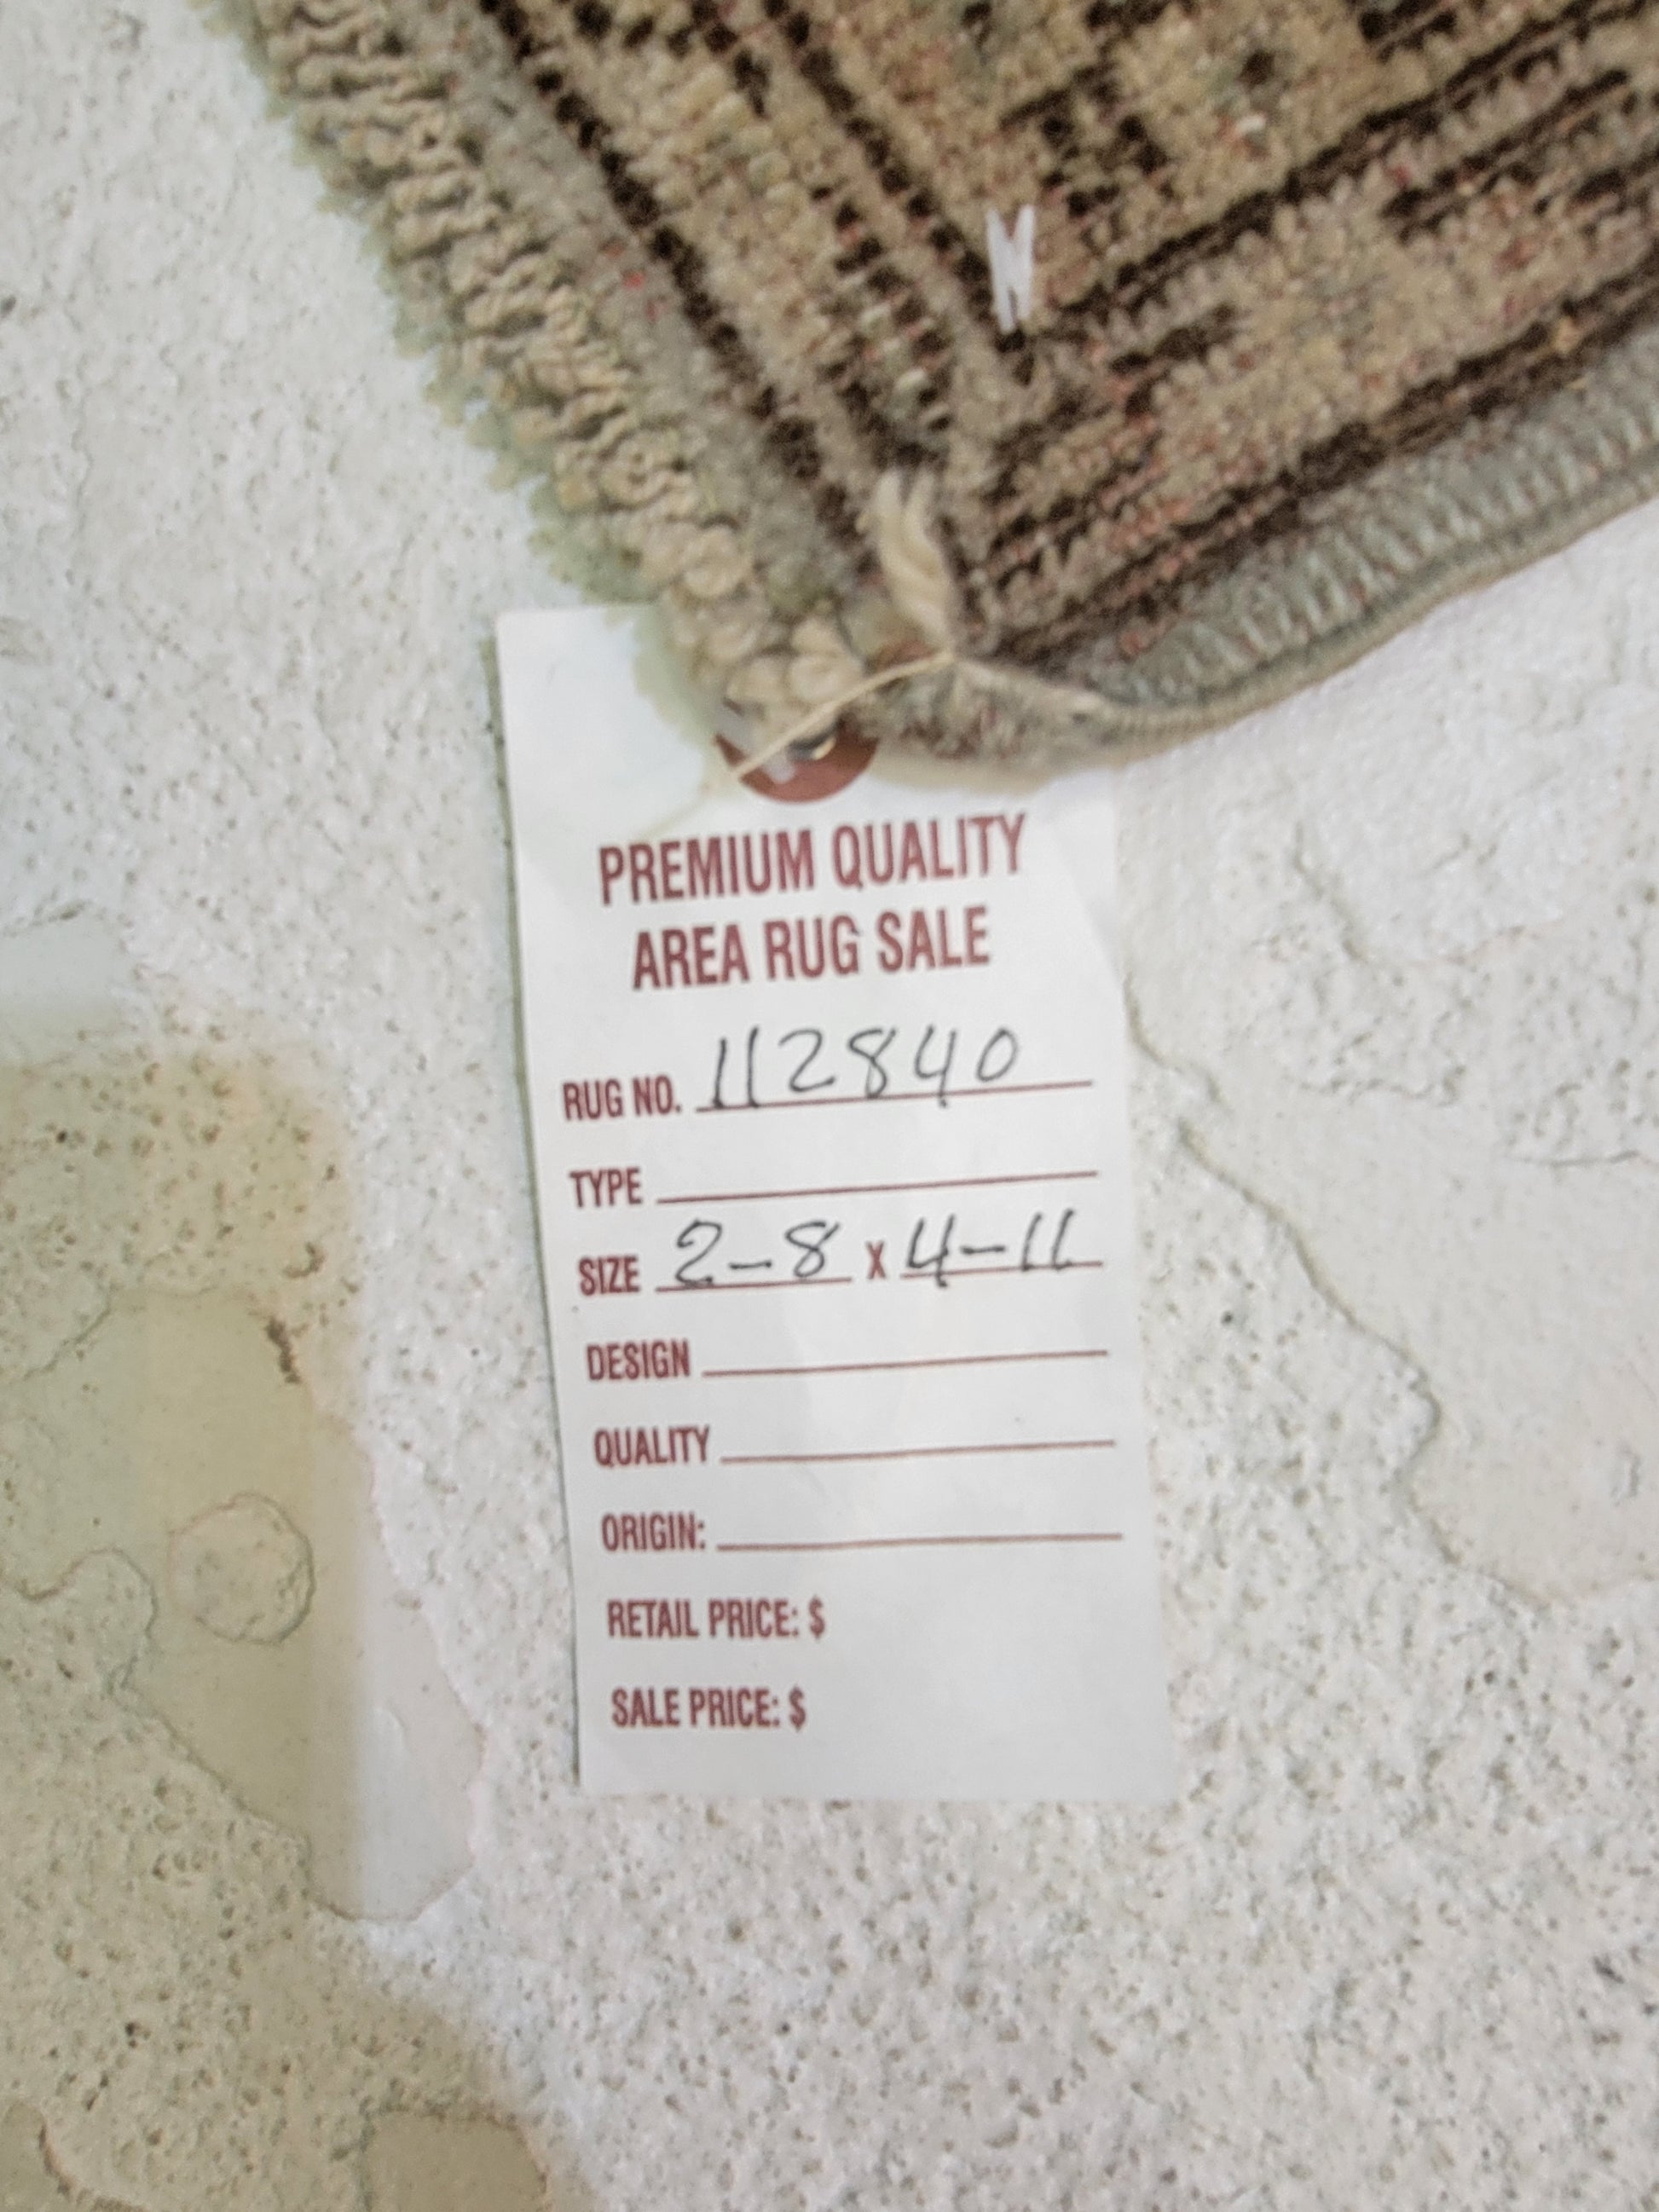 PREMIUM QUALITY
AREA RUG SALE
RUG NO. 112840
TYPE
SIZE 2-8 X 4-11
DESIGN
QUALITY
ORIGIN:
RETAIL PRICE: $
SALE PRICE: $